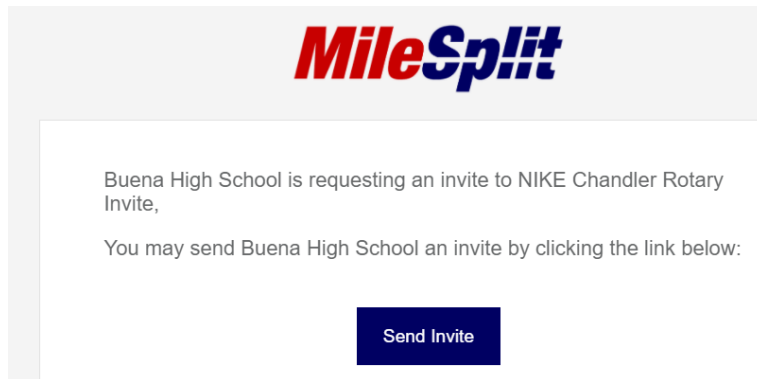 MileSplit
Buena High School is requesting an invite to NIKE Chandler Rotary
Invite,
You may send Buena High School an invite by clicking the link below:
Send Invite